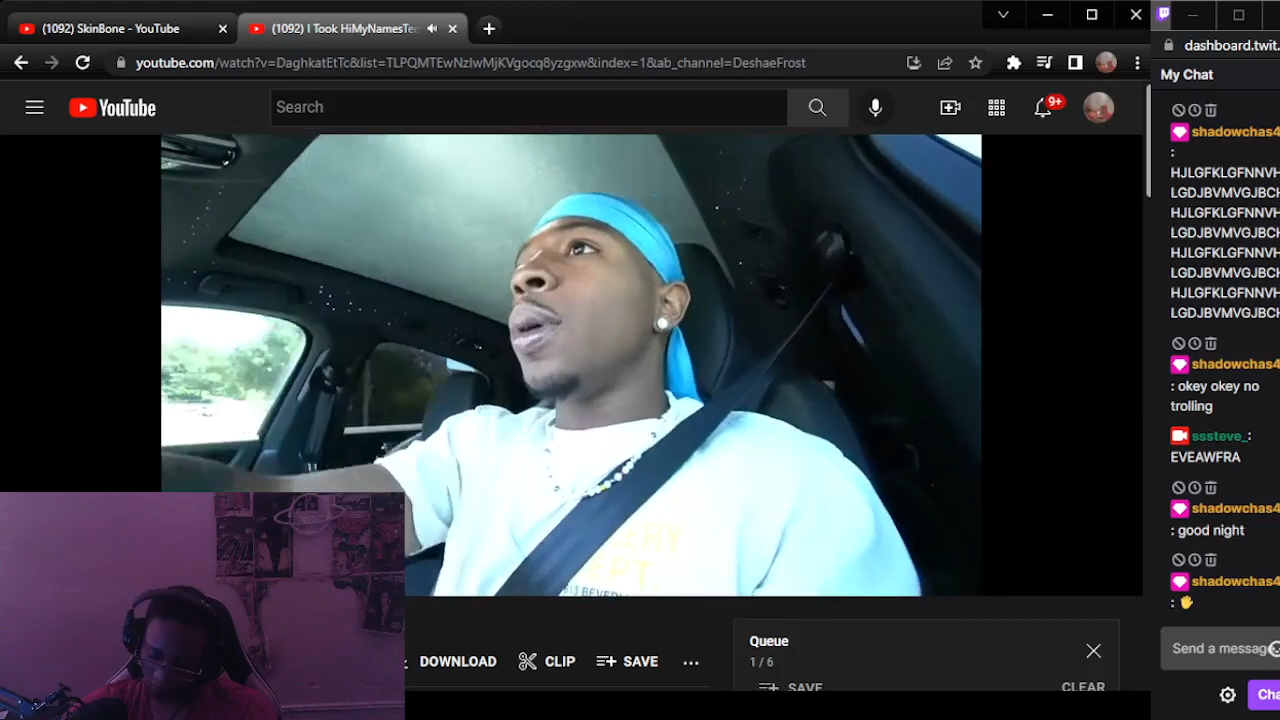 (1092) SkinBone - YouTube
(1092) I Took HiMyNamesTe
youtube.com/watch?v=DaghkatEtTc&list=TLPQMTEwNzIwMjKVgocq8yzgxw&index=1&ab_channel=DeshaeFrost
dashboard.twit
YouTube
Search
9+
My Chat
shadowchas4
:
HJLGFKLGFNNVH
LGDJBVMVGJBCH
HJLGFKLGFNNVH
LGDJBVMVGJBCH
HJLGFKLGFNNVH
LGDJBVMVGJBCH
HJLGFKLGFNNVH
LGDJBVMVGJBCH
shadowchas4
: okey okey no
trolling
sssteve_:
EVEAWFRA
shadowchas4
: good night
shadowchas4
:
DOWNLOAD
CLIP
SAVE
Queue
1 / 6
SAVE
CLEAR
Send a message
Cha